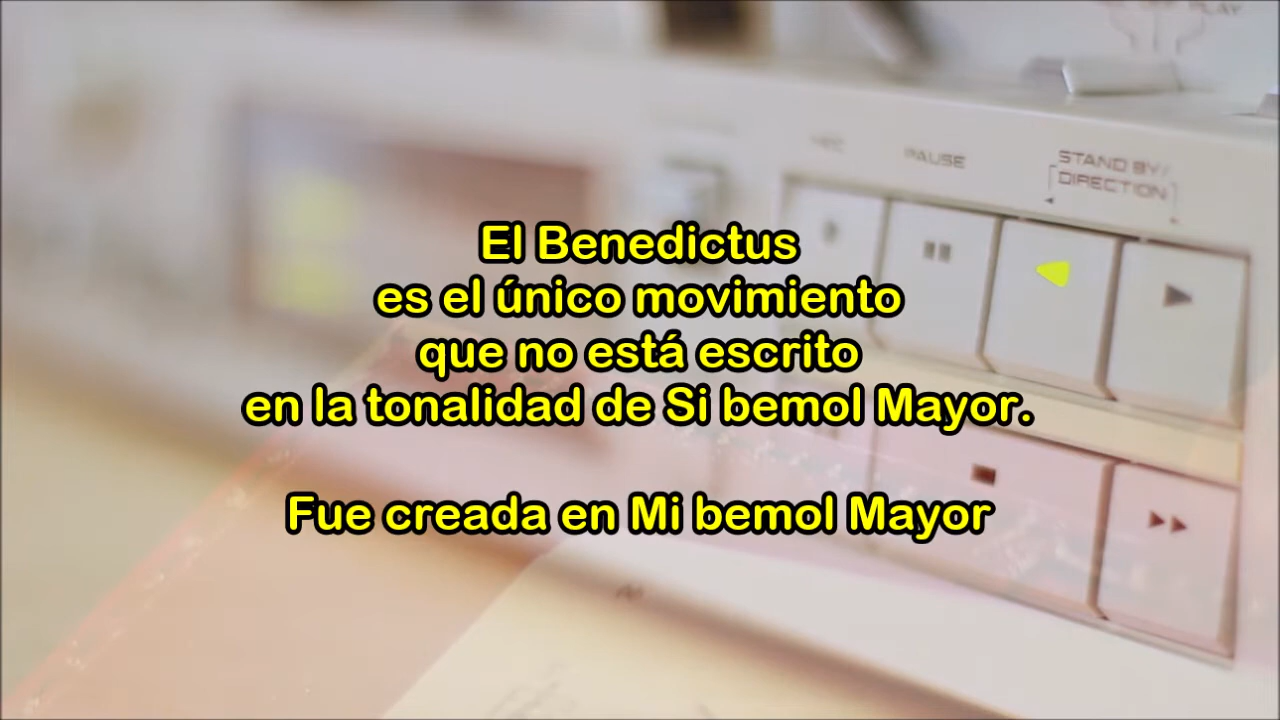 PLAY
PAUSE
STAND BY/
DIRECTION
El Benedictus
es el único movimiento
que no está escrito
en la tonalidad de Si bemol Mayor.
Fue creada en Mi bemol Mayor